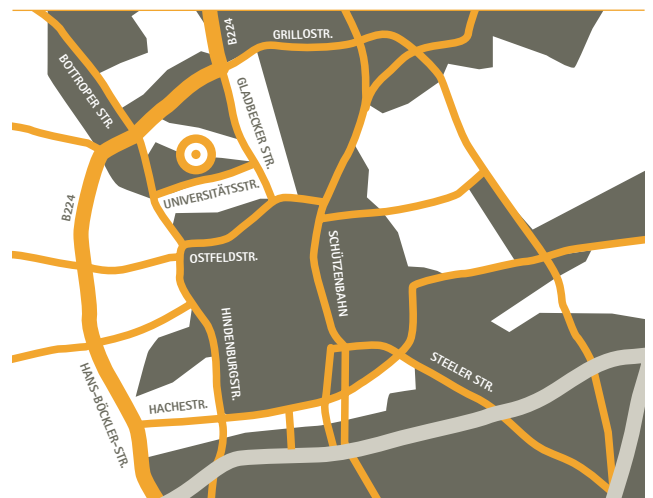 B224
GRILLOSTR.
BOTTROPER STR.
GLADBECKER STR.
UNIVERSITÄTSSTR.
B224
OSTFELDSTR.
SCHÜTZENBAHN
HINDENBURGSTR.
STEELER STR.
HANS-BÖCKLER-STR.
HACHESTR.